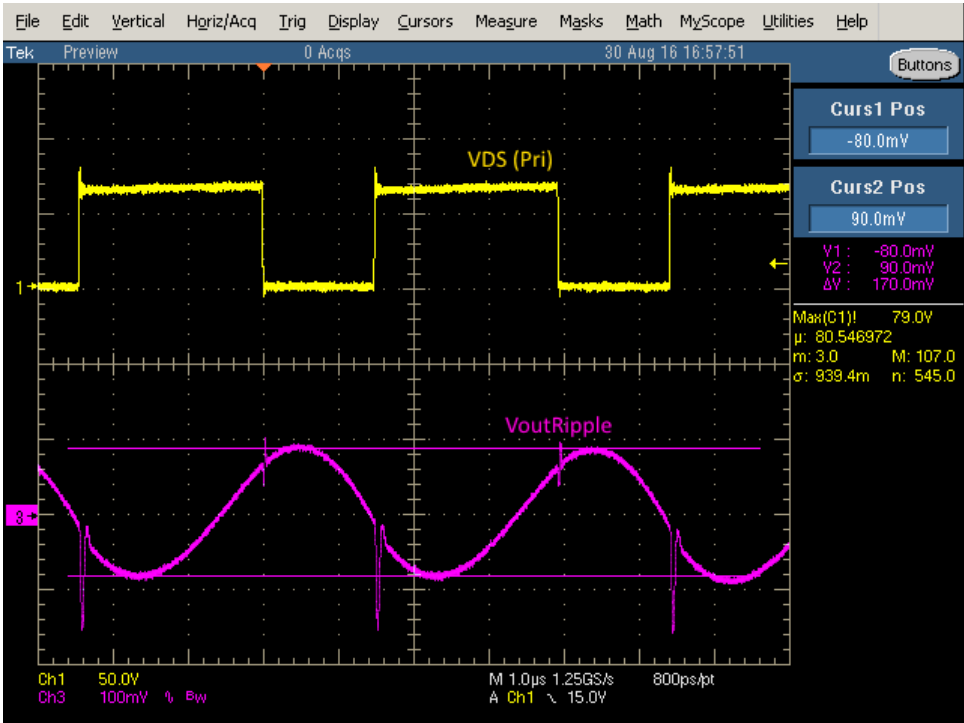 File Edit Vertical Horiz/Acq Trig Display Cursors Measure Masks Math MyScope Utilities Help
Tek Preview 0 Acqs 30 Aug 16 16:57:51
Buttons
Curs1 Pos
-80.0mV
Curs2 Pos
90.0mV
V1 : -80.0mV
V2 : 90.0mV
ΔV : 170.0mV
Max(C1)! 79.0V
μ: 80.546972
m: 3.0 M: 107.0
σ: 939.4m n: 545.0
VDS (Pri)
1
VoutRipple
3
Ch1 50.0V M 1.0μs 1.25GS/s 800ps/pt
Ch3 100mV ∿ Bw A Ch1 ∖ 15.0V